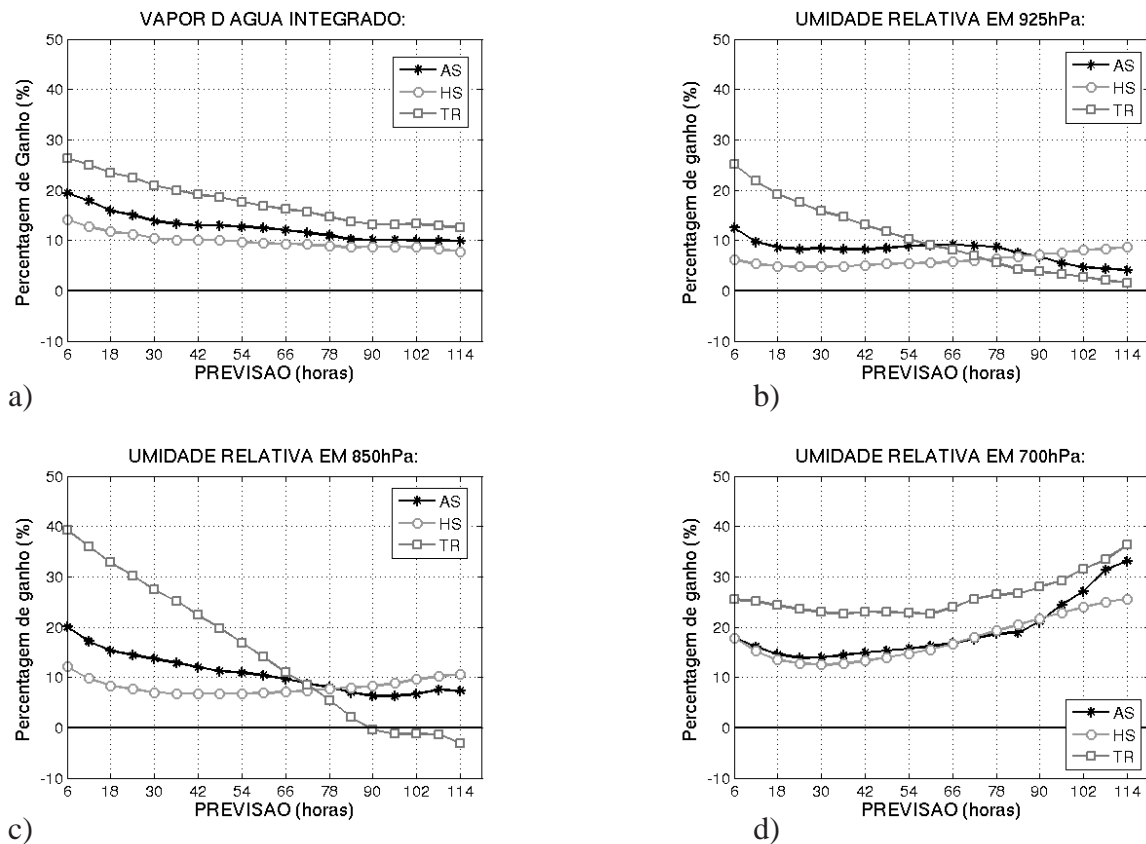 VAPOR D AGUA INTEGRADO:
Percentagem de Ganho (%)
50
40
30
20
10
0
-10
AS
HS
TR
6 18 30 42 54 66 78 90 102 114
PREVISAO (horas)
a)
UMIDADE RELATIVA EM 925hPa:
Percentagem de ganho (%)
50
40
30
20
10
0
-10
AS
HS
TR
6 18 30 42 54 66 78 90 102 114
PREVISAO (horas)
b)
UMIDADE RELATIVA EM 850hPa:
Percentagem de ganho (%)
50
40
30
20
10
0
-10
AS
HS
TR
6 18 30 42 54 66 78 90 102 114
PREVISAO (horas)
c)
UMIDADE RELATIVA EM 700hPa:
Percentagem de ganho (%)
50
40
30
20
10
0
-10
AS
HS
TR
6 18 30 42 54 66 78 90 102 114
PREVISAO (horas)
d)